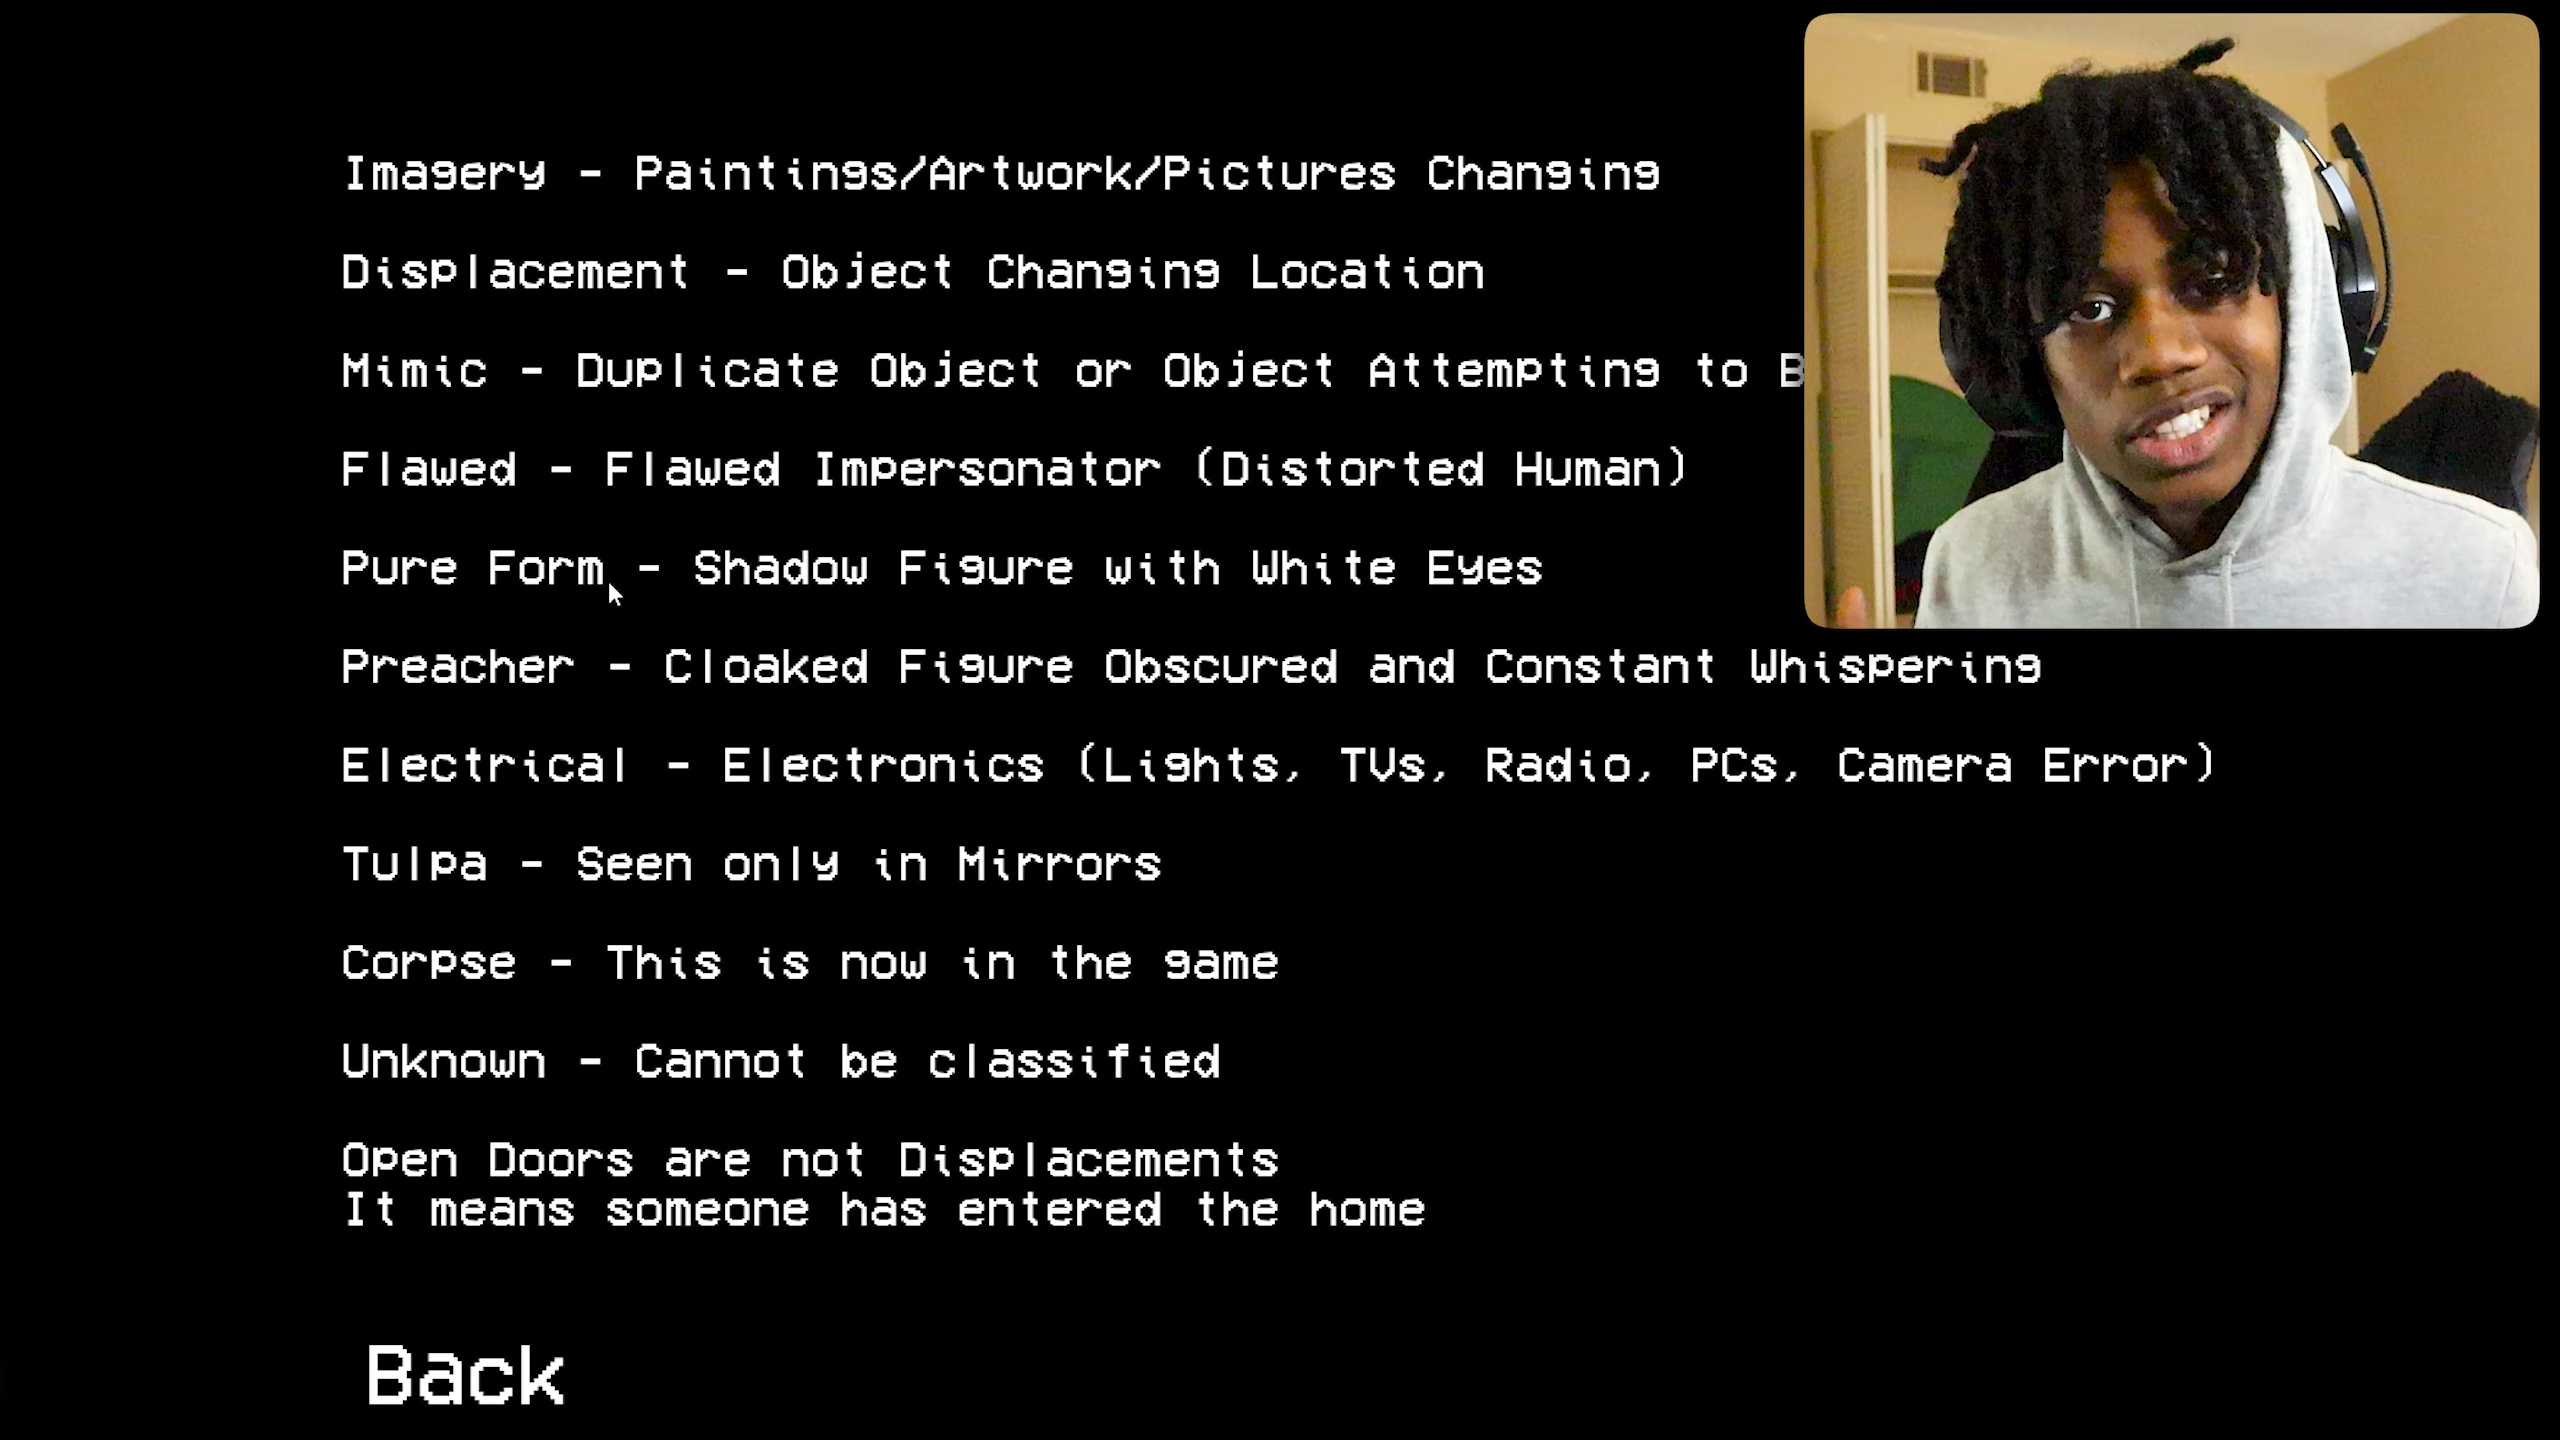 Imagery - Paintings/Artwork/Pictures Changing
Displacement - Object Changing Location
Mimic - Duplicate Object or Object Attempting to
Flawed - Flawed Impersonator (Distorted Human)
Pure Form - Shadow Figure with White Eyes
Preacher - Cloaked Figure Obscured and Constant Whispering
Electrical - Electronics (Lights, TVs, Radio, PCs, Camera Error)
Tulpa - Seen only in Mirrors
Corpse - This is now in the game
Unknown - Cannot be classified
Open Doors are not Displacements
It means someone has entered the home
Back